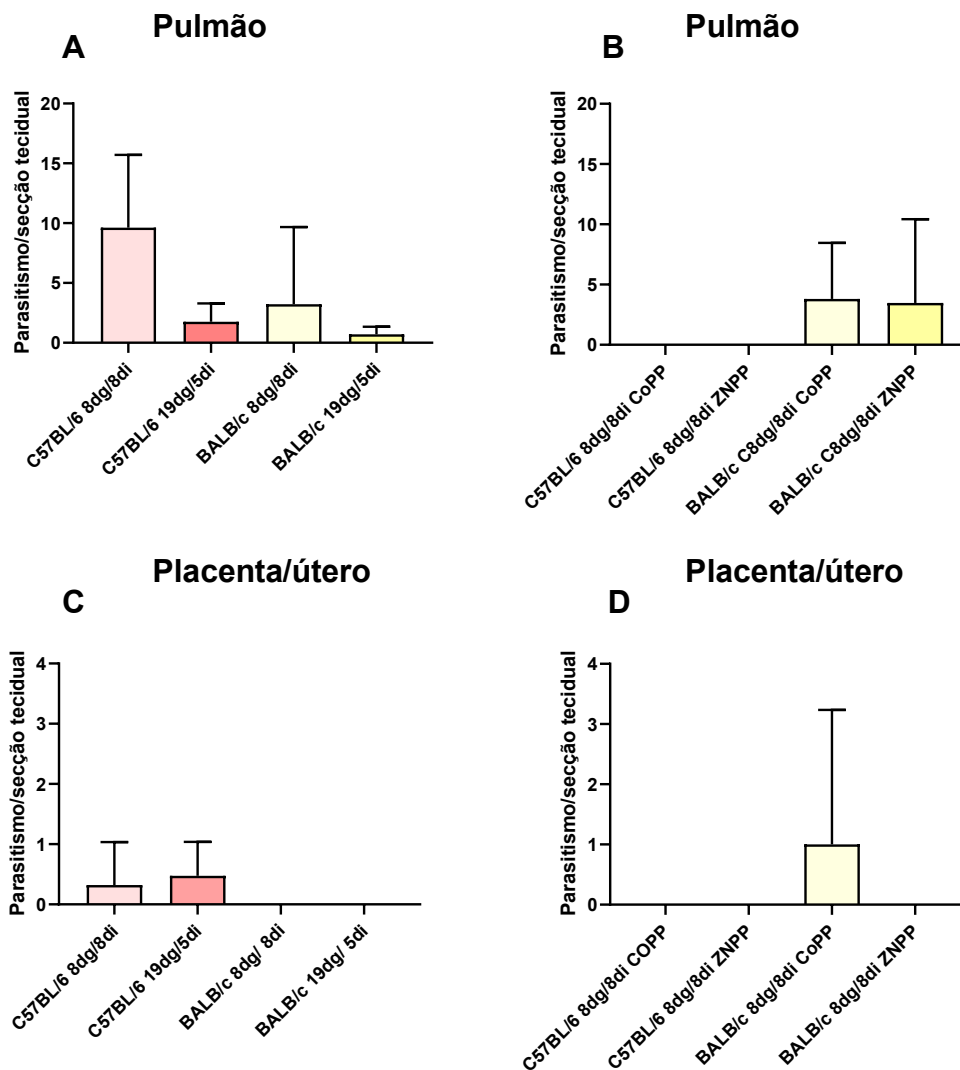 Pulmão
A
Parasitismo/secção tecidual
20
15
10
5
0
C57BL/6 8dg/8di
C57BL/6 19dg/5di
BALB/c 8dg/8di
BALB/c 19dg/5di
Pulmão
B
Parasitismo/secção tecidual
20
15
10
5
0
C57BL/6 8dg/8di CoPP
C57BL/6 8dg/8di ZNPP
BALB/c C8dg/8di CoPP
BALB/c C8dg/8di ZNPP
Placenta/útero
C
Parasitismo/secção tecidual
4
3
2
1
0
C57BL/6 8dg/8di
C57BL/6 19dg/5di
BALB/c 8dg/ 8di
BALB/c 19dg/ 5di
Placenta/útero
D
Parasitismo/secção tecidual
4
3
2
1
0
C57BL/6 8dg/8di COPP
C57BL/6 8dg/8di ZNPP
BALB/c 8dg/8di CoPP
BALB/c 8dg/8di ZNPP